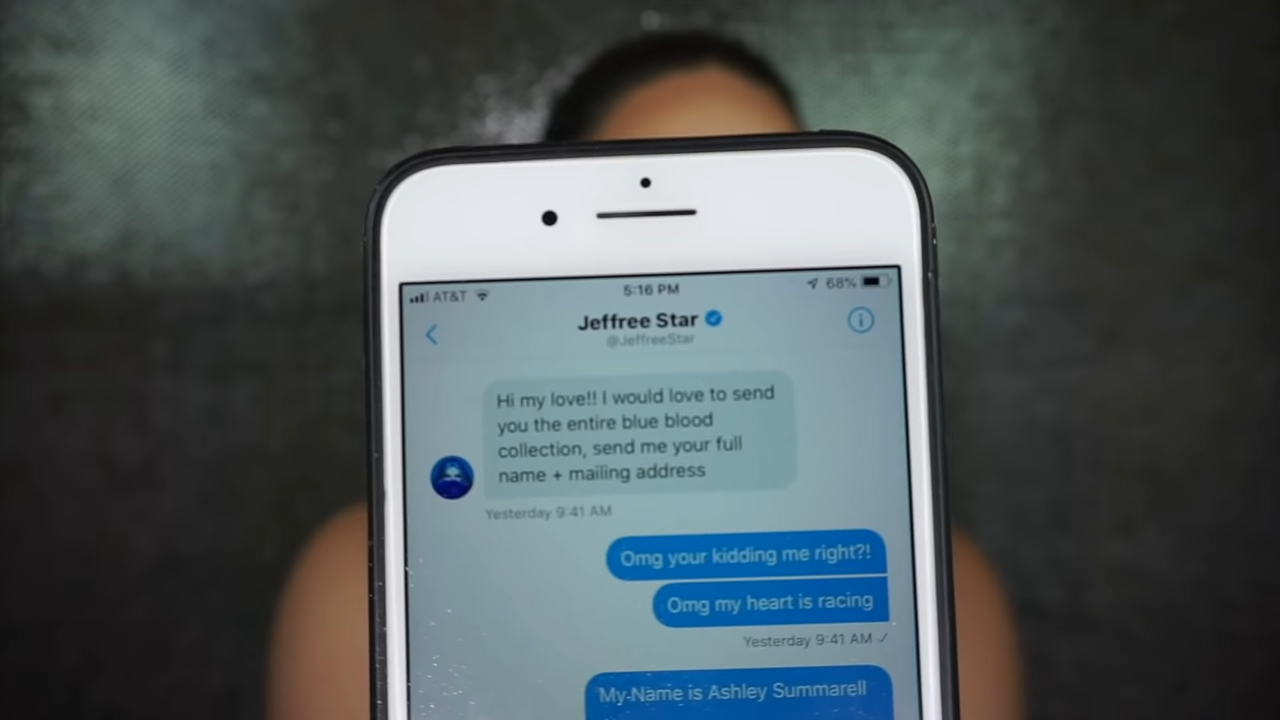 AT&T 5:16 PM 68%
Jeffree Star
@JeffreeStar
Hi my love!! I would love to send
you the entire blue blood
collection, send me your full
name + mailing address
Yesterday 9:41 AM
Omg your kidding me right?!
Omg my heart is racing
Yesterday 9:41 AM ✓
My Name is Ashley Summarell